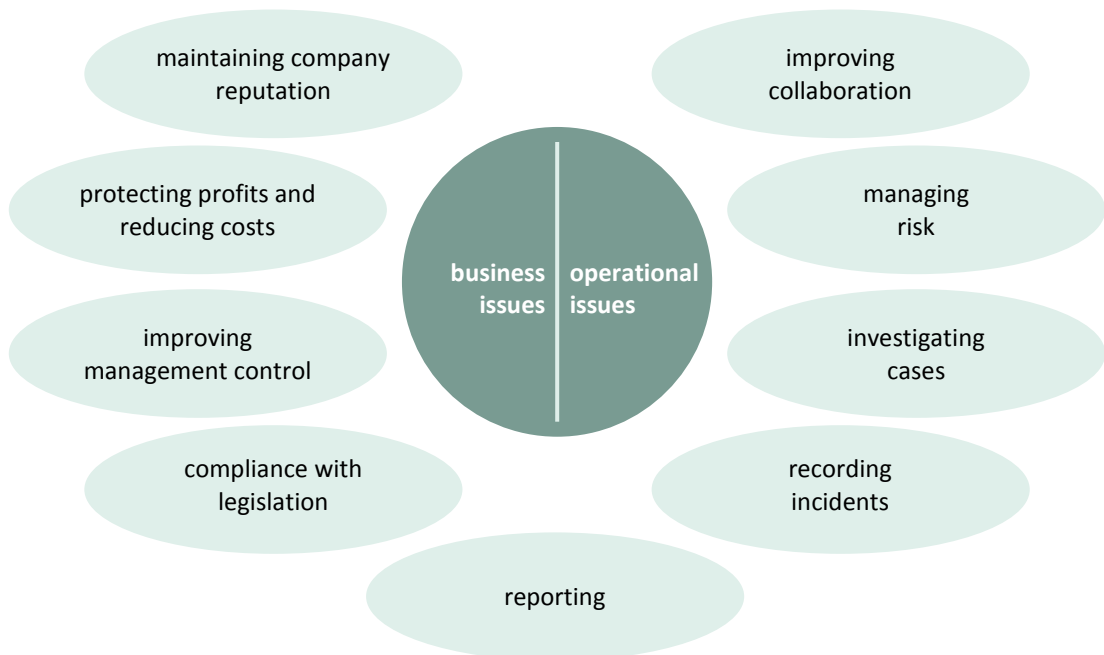 maintaining company
reputation
improving
collaboration
protecting profits and
reducing costs
managing
risk
business
issues
operational
issues
improving
management control
investigating
cases
compliance with
legislation
recording
incidents
reporting